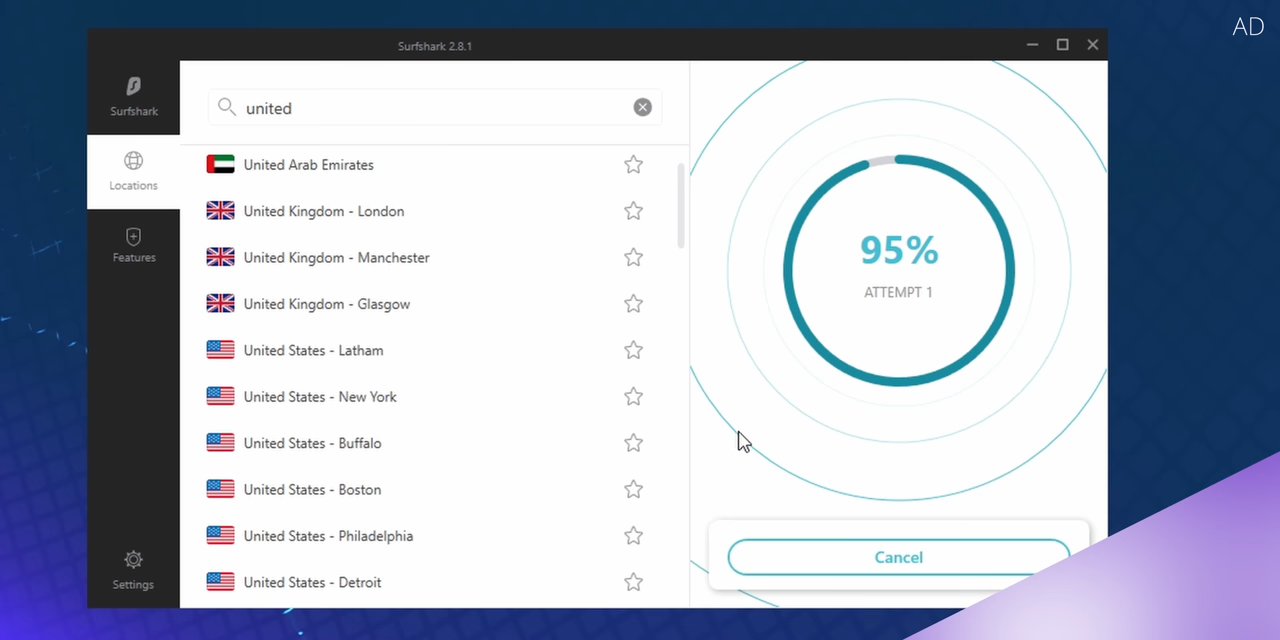 AD
Surfshark 2.8.1
Surfshark
Locations
Features
Settings
united
United Arab Emirates
United Kingdom - London
United Kingdom - Manchester
United Kingdom - Glasgow
United States - Latham
United States - New York
United States - Buffalo
United States - Boston
United States - Philadelphia
United States - Detroit
95%
ATTEMPT 1
Cancel